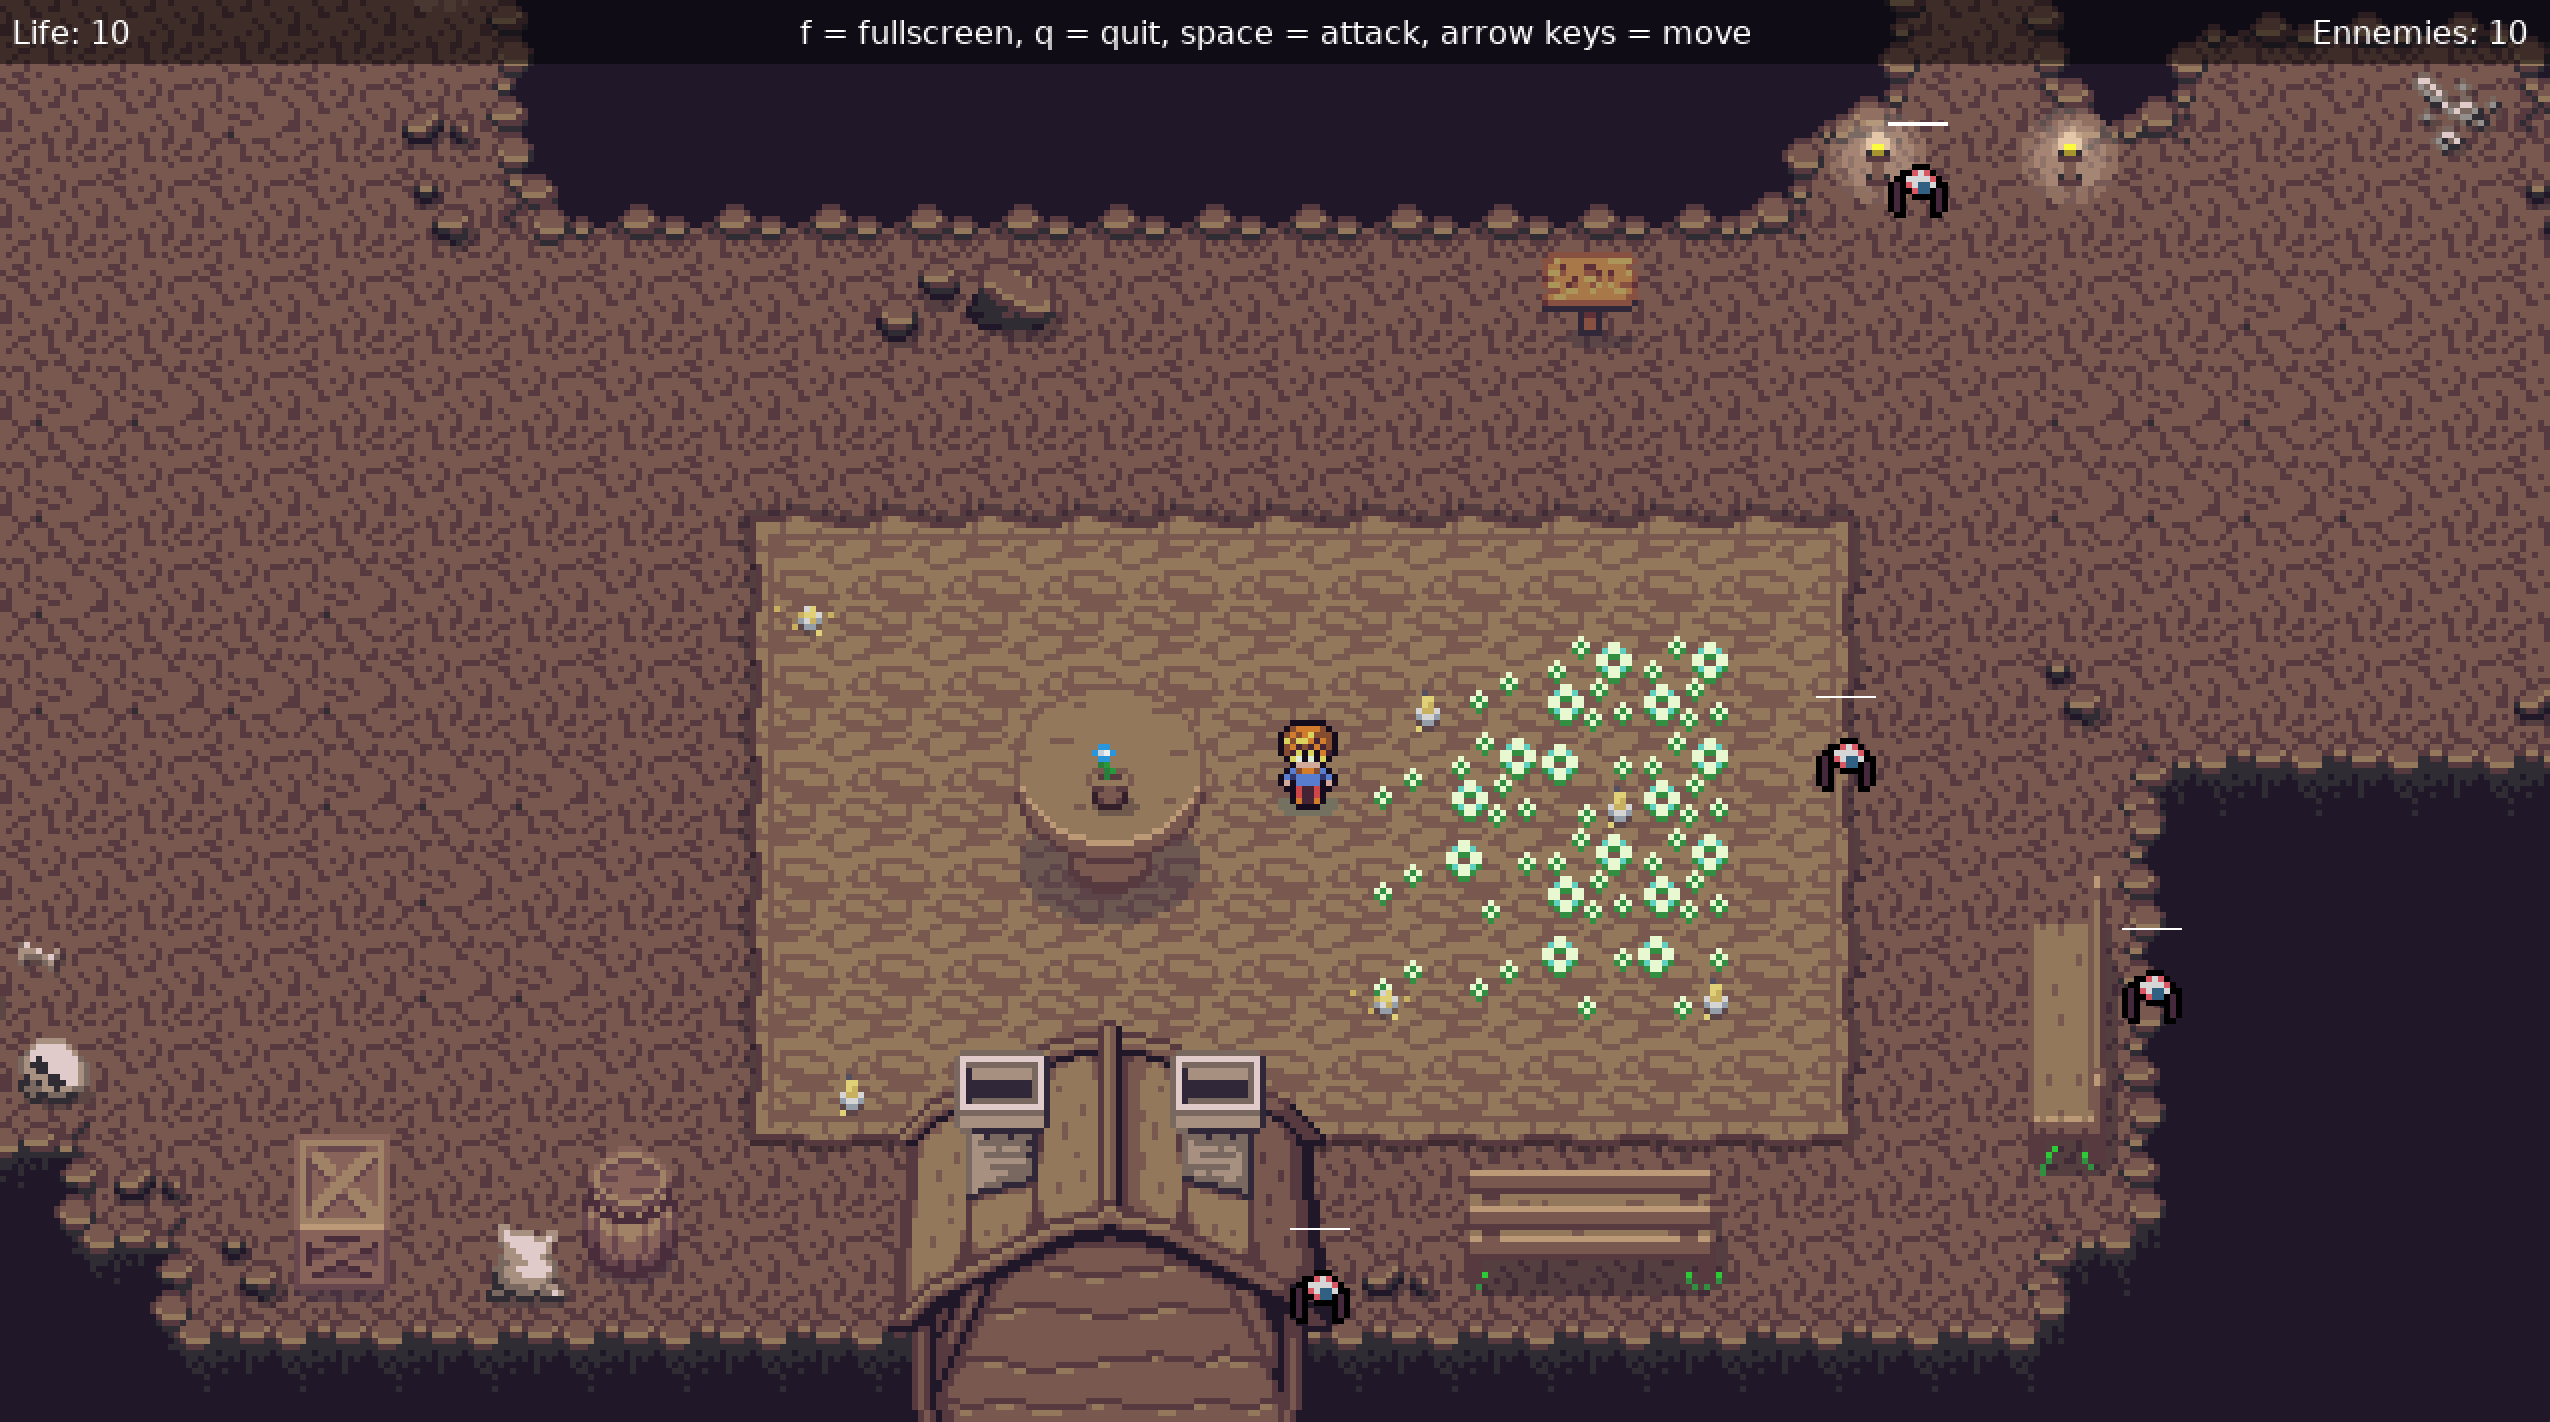 Life: 10
f = fullscreen, q = quit, space = attack, arrow keys = move
Ennemies: 10